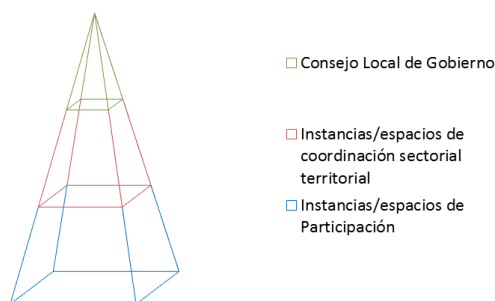 Consejo Local de Gobierno
Instancias/espacios de
coordinación sectorial
territorial
Instancias/espacios de
Participación